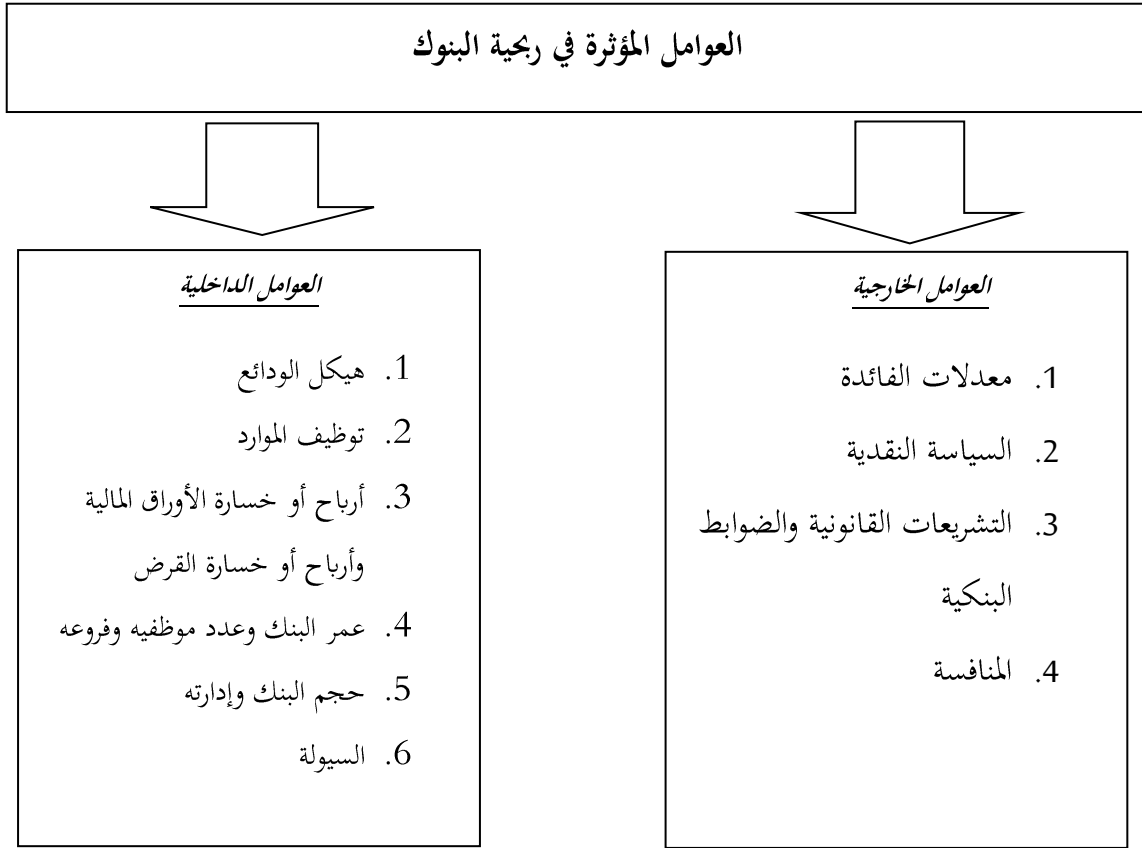 العوامل المؤثرة في ربحية البنوك
العوامل الخارجية
1. معدلات الفائدة
2. السياسة النقدية
3. التشريعات القانونية والضوابط
البنكية
4. المنافسة
العوامل الداخلية
1. هيكل الودائع
2. توظيف الموارد
3. أرباح أو خسارة الأوراق المالية
وأرباح أو خسارة القرض
4. عمر البنك وعدد موظفيه وفروعه
5. حجم البنك وإدارته
6. السيولة